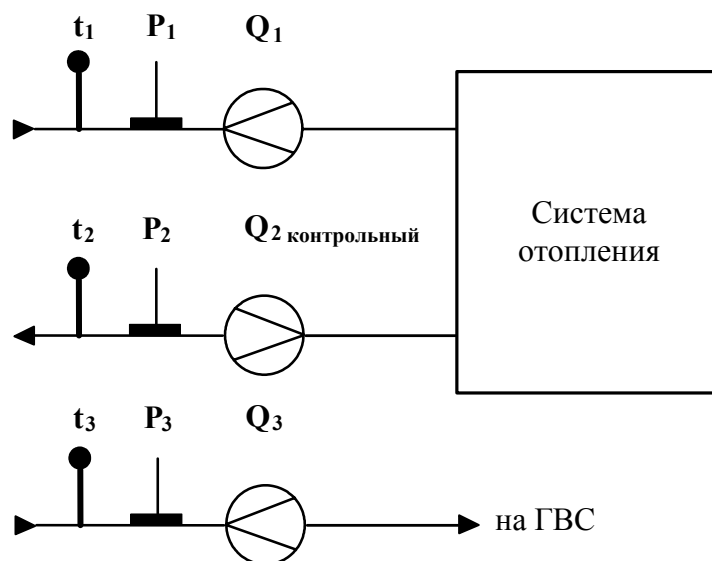 t1 P1 Q1
Система
отопления
t2 P2 Q2 контрольный
t3 P3 Q3
на ГВС